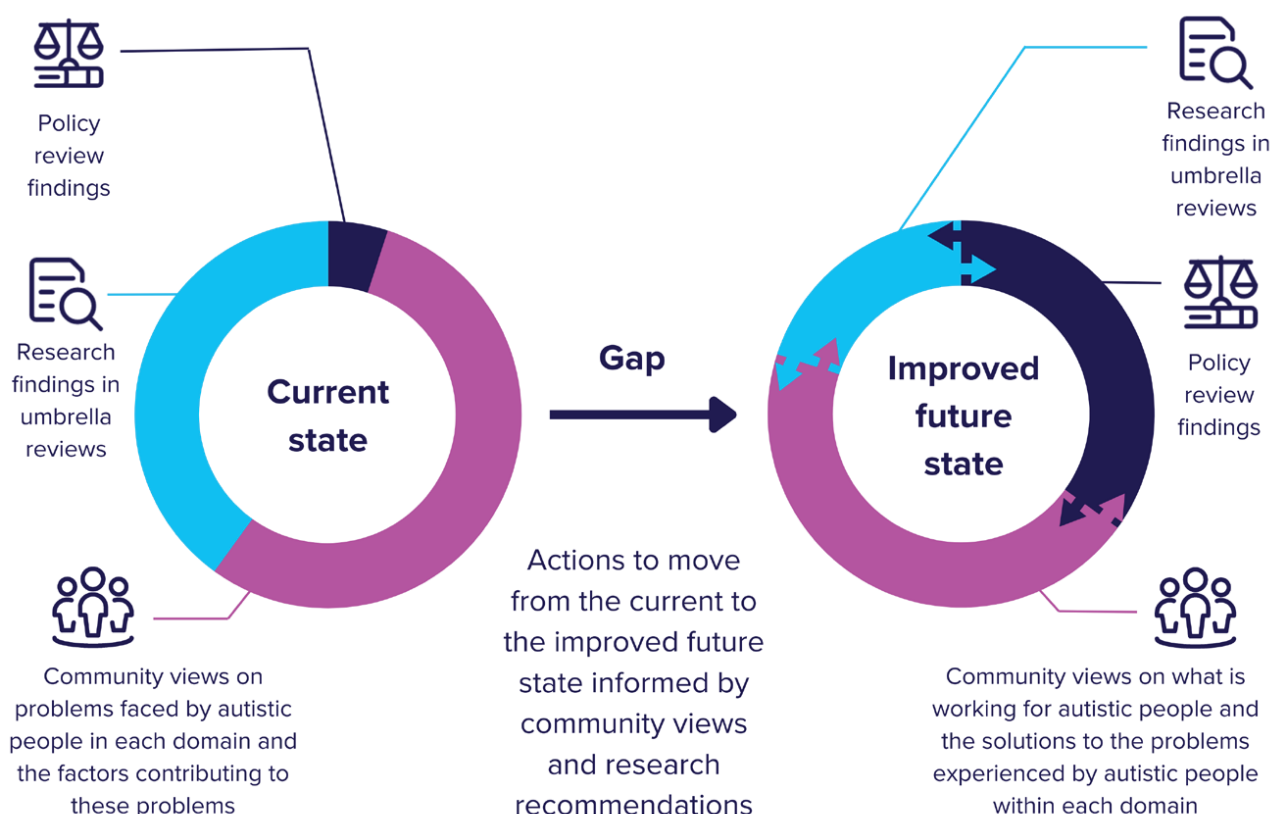 Policy
review
findings
Research
findings in
umbrella
reviews
Current
state
Community views on
problems faced by autistic
people in each domain and
the factors contributing to
these problems
Gap
Actions to move
from the current to
the improved future
state informed by
community views
and research
recommendations
Research
findings in
umbrella
reviews
Improved
future
state
Policy
review
findings
Community views on what is
working for autistic people and
the solutions to the problems
experienced by autistic people
within each domain